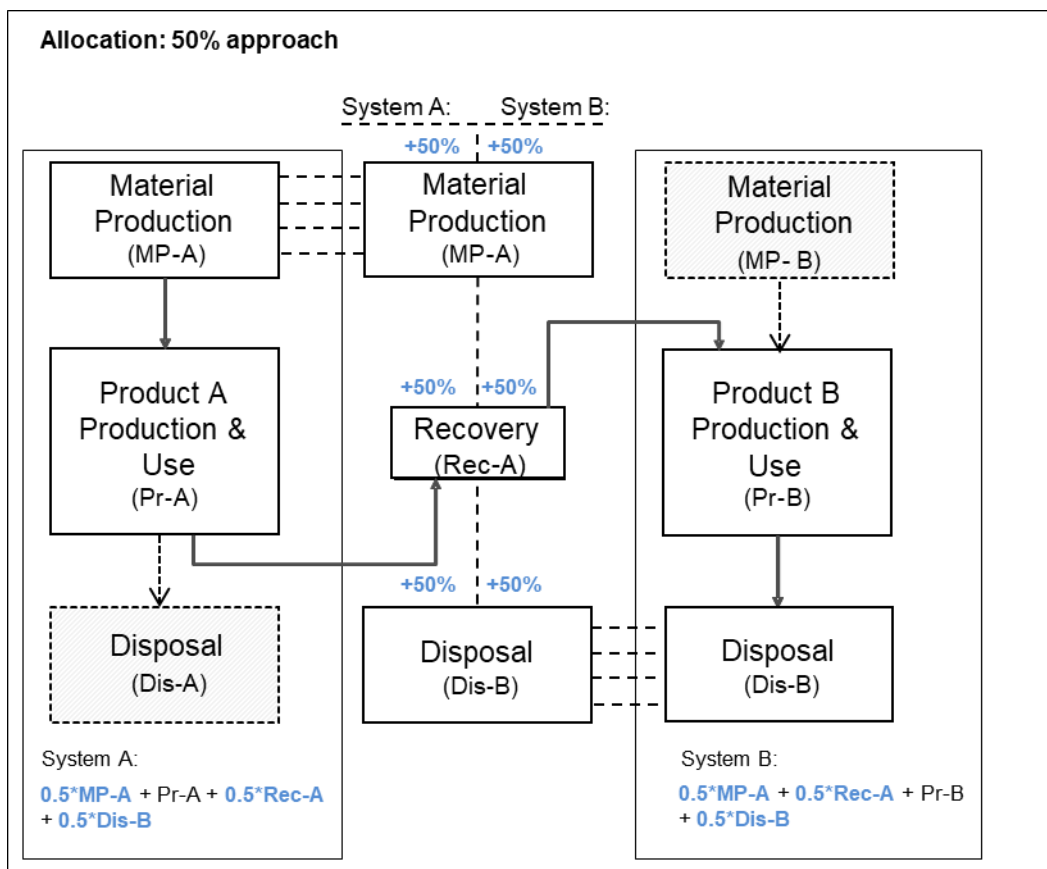 Allocation: 50% approach
System A:
System B:
+50%
+50%
Material
Production
(MP-A)
Material
Production
(MP-A)
Material
Production
(MP- B)
Product A
Production &
Use
(Pr-A)
+50%
+50%
Recovery
(Rec-A)
Product B
Production &
Use
(Pr-B)
+50%
+50%
Disposal
(Dis-A)
Disposal
(Dis-B)
Disposal
(Dis-B)
System A:
0.5*MP-A + Pr-A + 0.5*Rec-A
+ 0.5*Dis-B
System B:
0.5*MP-A + 0.5*Rec-A + Pr-B
+ 0.5*Dis-B